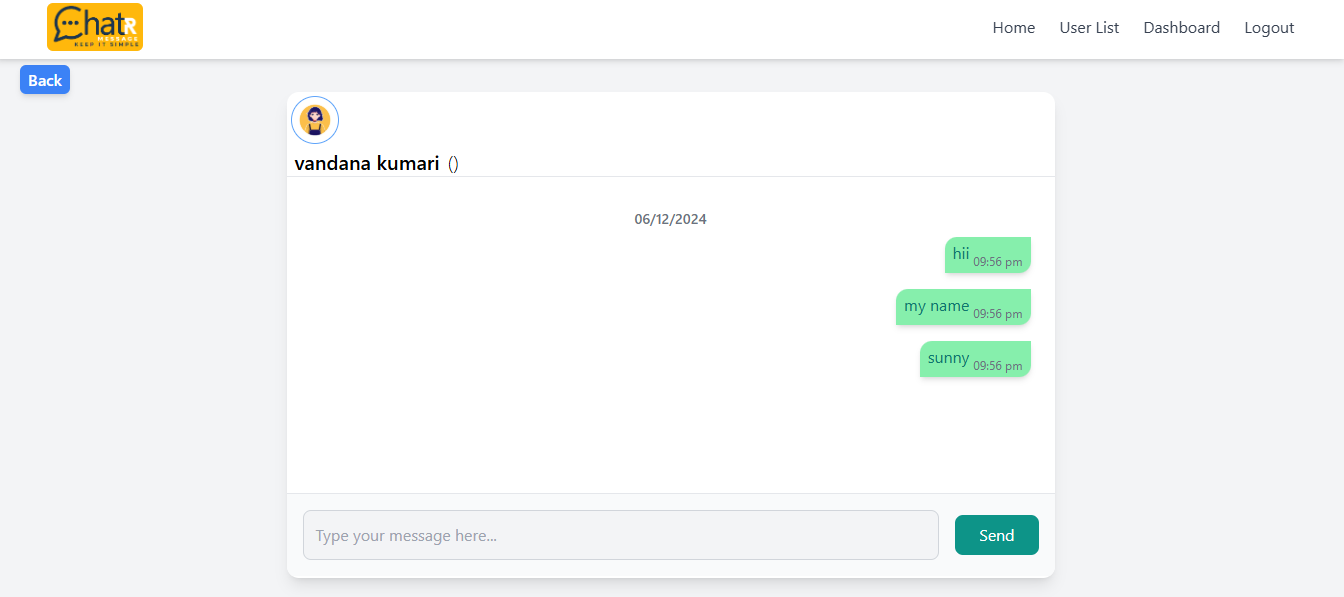 Chat R
MESSAGE
KEEP IT SIMPLE
Home User List Dashboard Logout
Back
vandana kumari ()
06/12/2024
hii 09:56 pm
my name 09:56 pm
sunny 09:56 pm
Type your message here...
Send